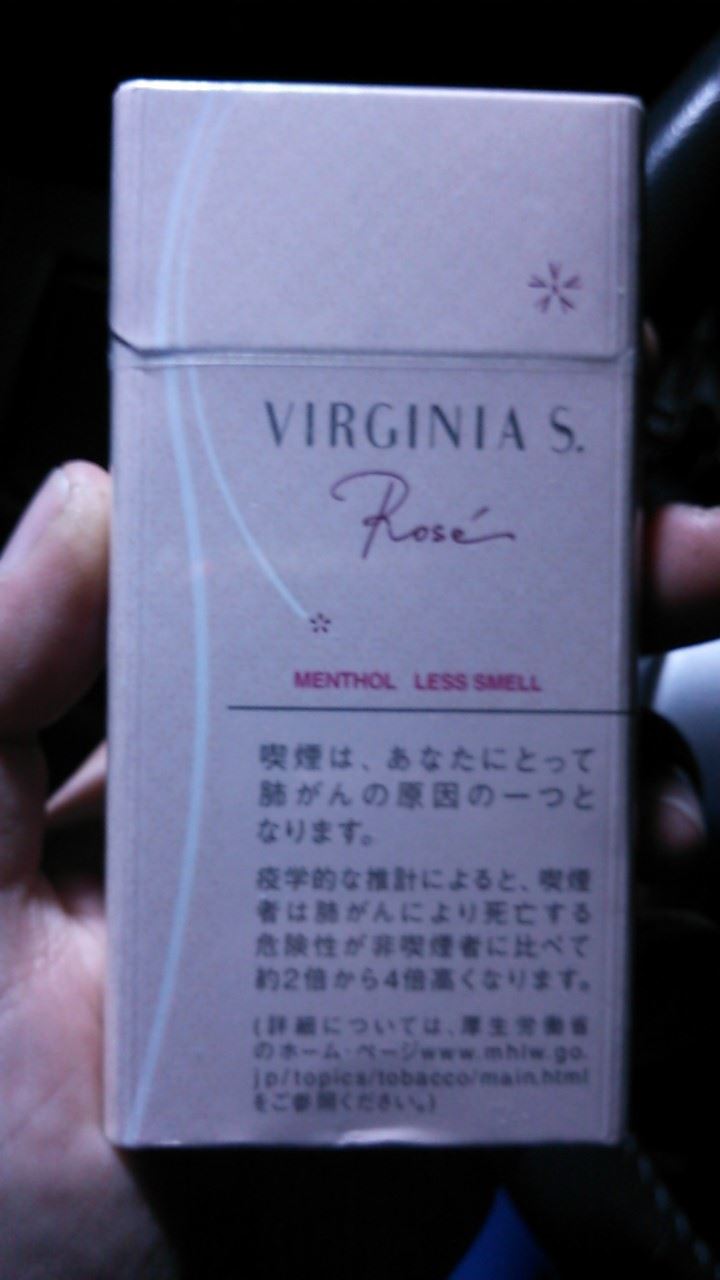 VIRGINIA S.
Rosé
MENTHOL LESS SMELL
喫煙は、あなたにとって
肺がんの原因の一つと
なります。
疫学的な推計によると、喫煙
者は肺がんにより死亡する
危険性が非喫煙者に比べて
約2倍から4倍高くなります。
(詳細については、厚生労働省
のホーム・ページwww.mhlw.go.
jp/topics/tobacco/main.html
をご参照ください。)